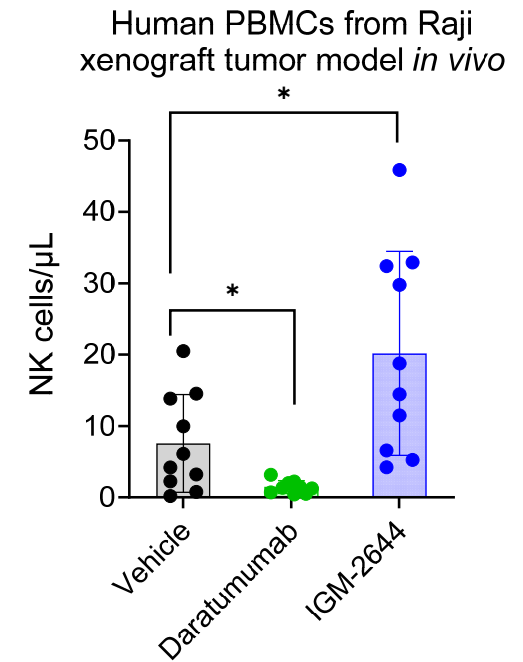 Human PBMCs from Raji
xenograft tumor model in vivo
*
*
NK cells/µL
50
40
30
20
10
0
Vehicle
Daratumumab
IGM-2644